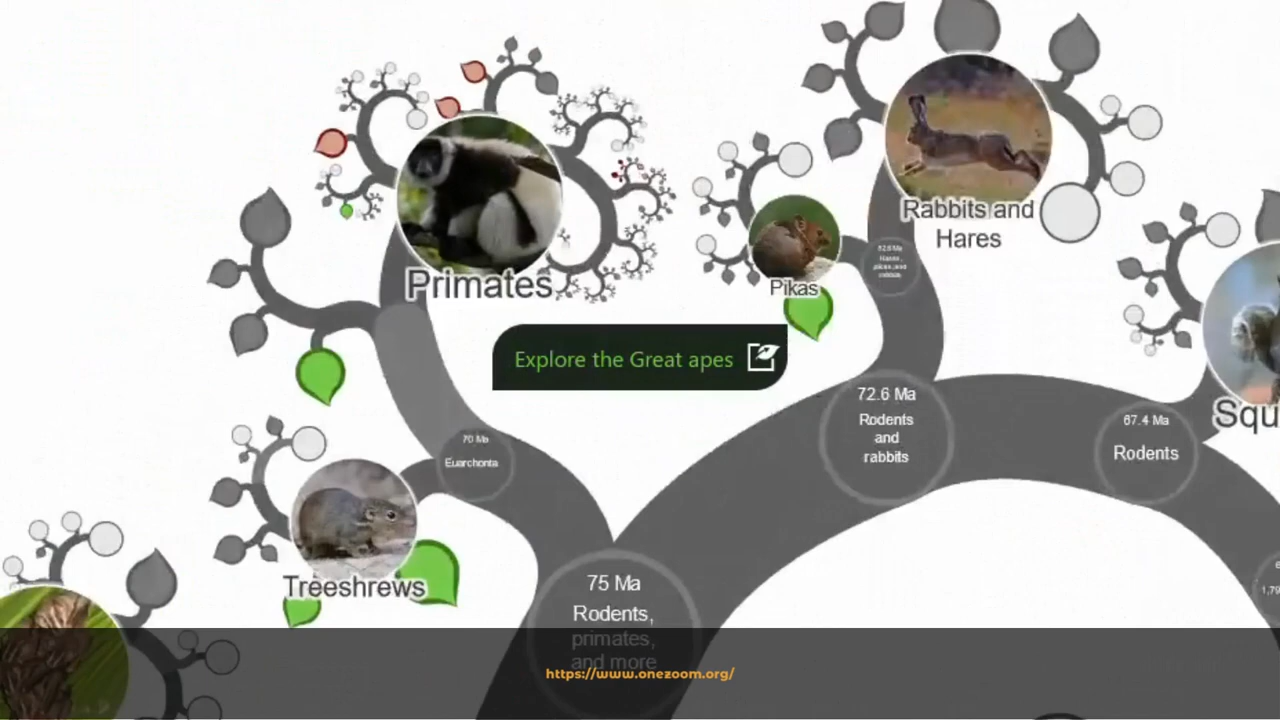 Primates
Rabbits and
Hares
Pikas
Explore the Great apes
72.6 Ma
Rodents
and
rabbits
67.4 Ma
Rodents
Squ
70 Ma
Euarchonta
Treeshrews
75 Ma
Rodents,
primates,
and more
https://www.onezoom.org/